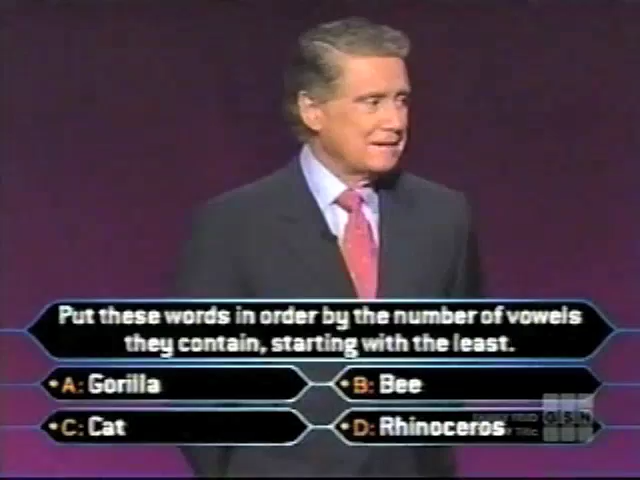 Put these words in order by the number of vowels
they contain, starting with the least.
A: Gorilla
B: Bee
C: Cat
D: Rhinoceros
GSN